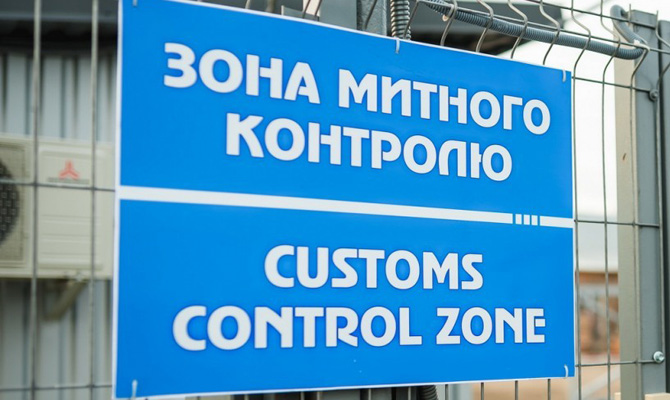 ЗОНА МИТНОГО
КОНТРОЛЮ
CUSTOMS
CONTROL ZONE